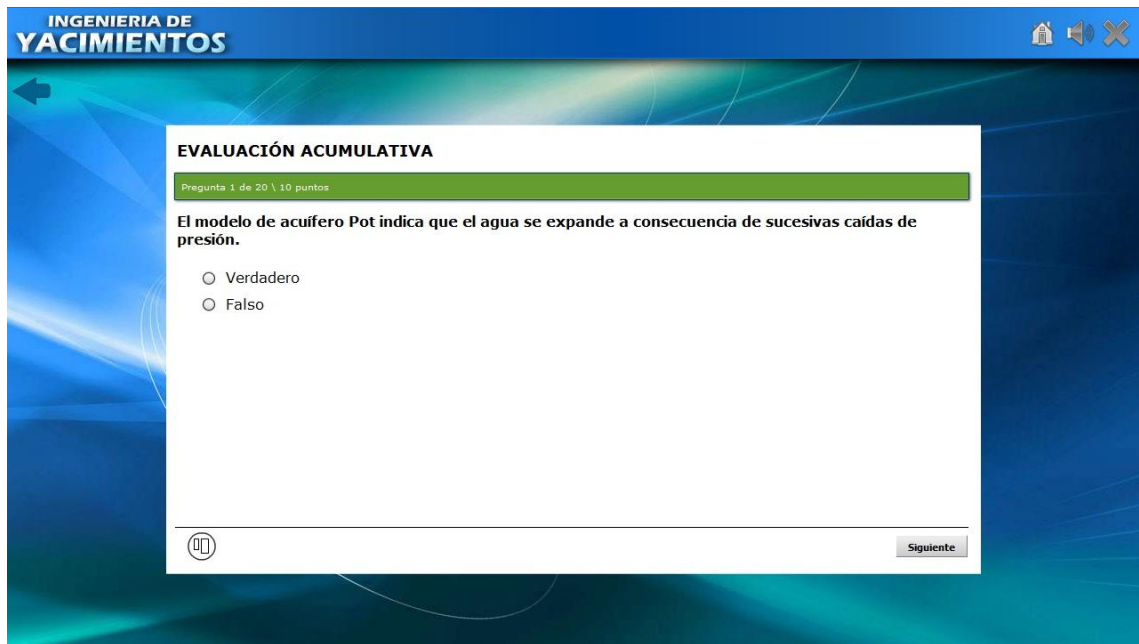 INGENIERIA DE
YACIMIENTOS
EVALUACIÓN ACUMULATIVA
Pregunta 1 de 20 \ 10 puntos
El modelo de acuífero Pot indica que el agua se expande a consecuencia de sucesivas caídas de
presión.
Verdadero
Falso
Siguiente